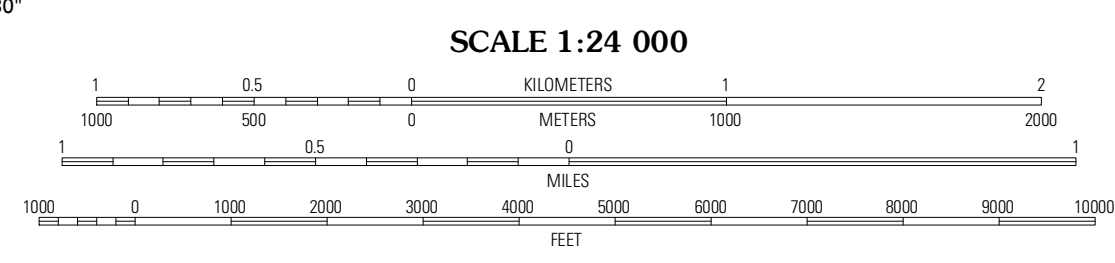 30"
SCALE 1:24 000
1 0.5 0 KILOMETERS 1 2
1000 500 0 METERS 1000 2000
1 0.5 0 1
MILES
1000 0 1000 2000 3000 4000 5000 6000 7000 8000 9000 10000
FEET